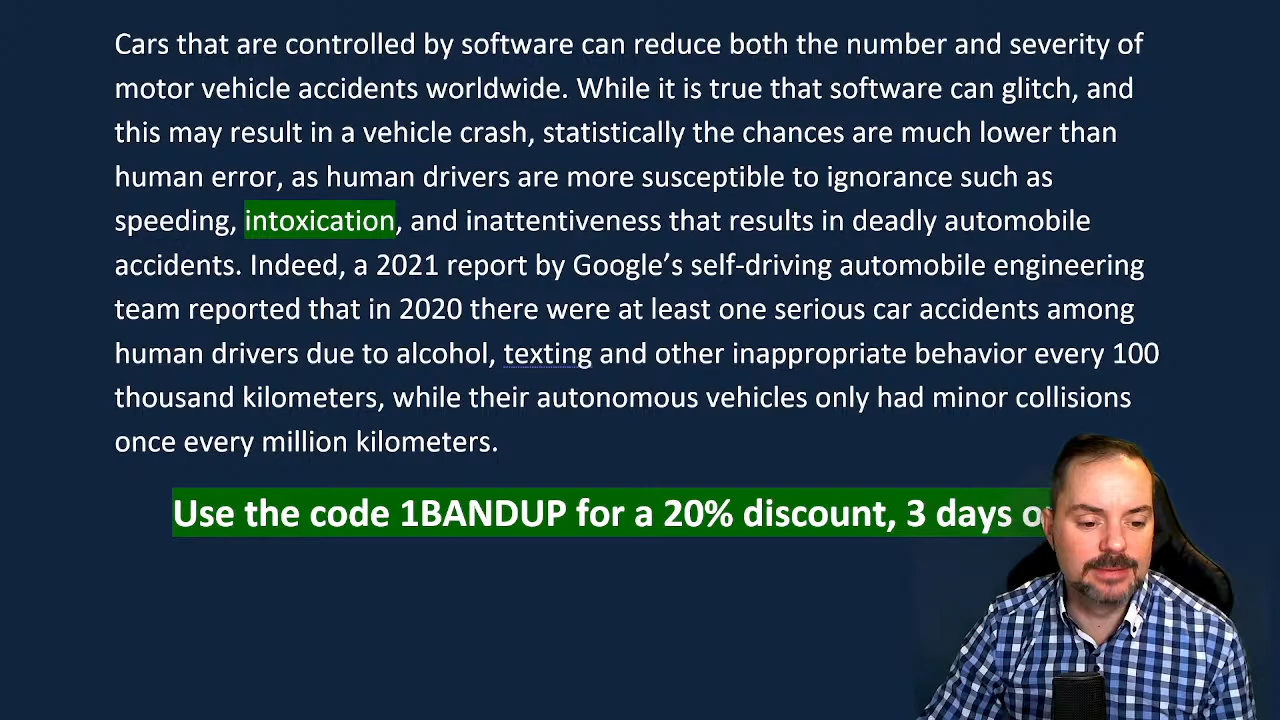 Cars that are controlled by software can reduce both the number and severity of
motor vehicle accidents worldwide. While it is true that software can glitch, and
this may result in a vehicle crash, statistically the chances are much lower than
human error, as human drivers are more susceptible to ignorance such as
speeding, intoxication, and inattentiveness that results in deadly automobile
accidents. Indeed, a 2021 report by Google’s self-driving automobile engineering
team reported that in 2020 there were at least one serious car accidents among
human drivers due to alcohol, texting and other inappropriate behavior every 100
thousand kilometers, while their autonomous vehicles only had minor collisions
once every million kilometers.
Use the code 1BANDUP for a 20% discount, 3 days